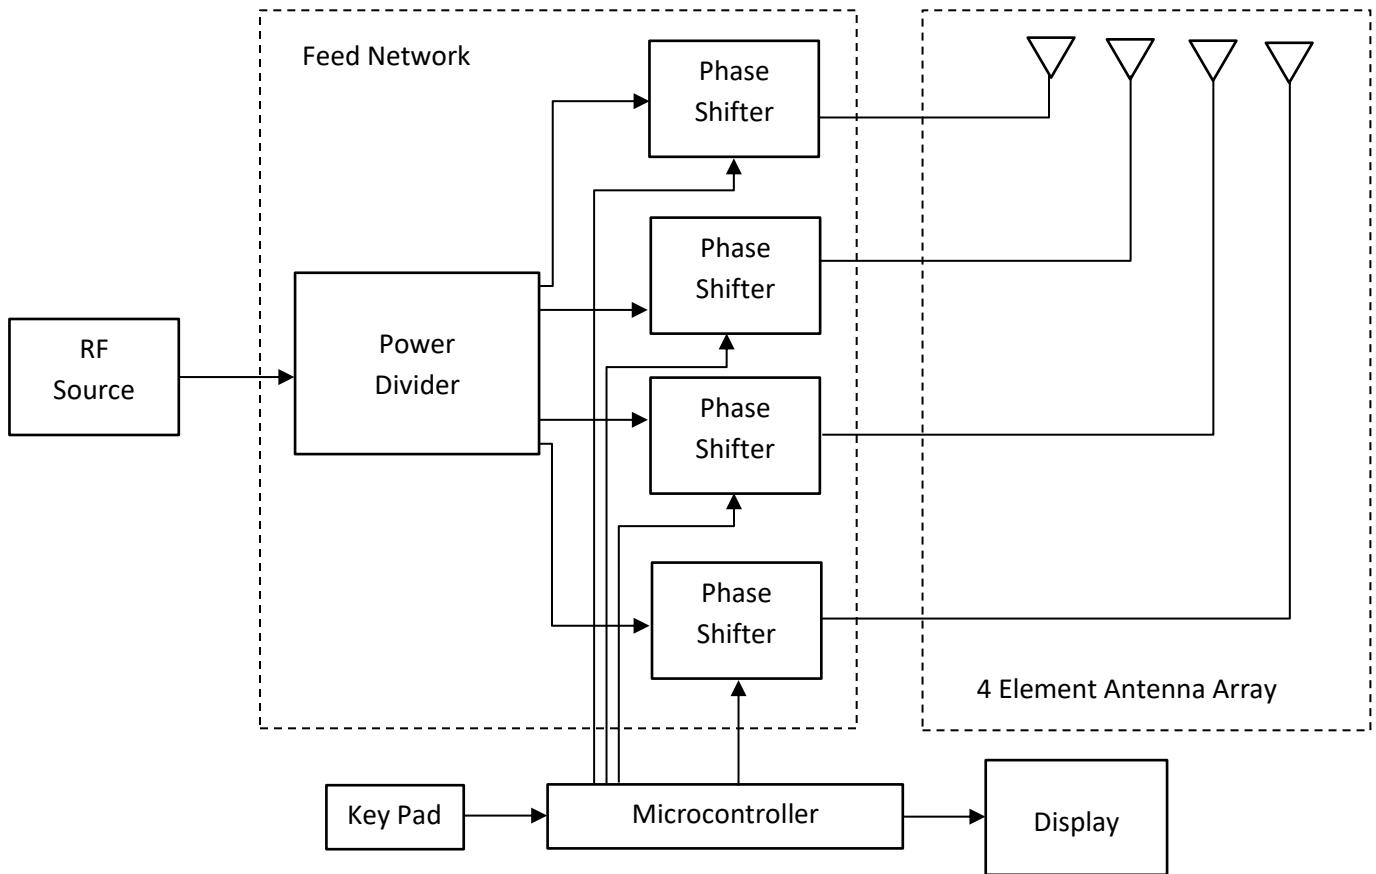 Feed Network
Phase
Shifter
Phase
Shifter
RF
Source
Power
Divider
Phase
Shifter
Phase
Shifter
4 Element Antenna Array
Key Pad
Microcontroller
Display